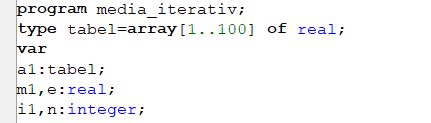 program media_iterativ;
type tabel=array[1..100] of real;
var
a1:tabel;
m1,e:real;
i1,n:integer;